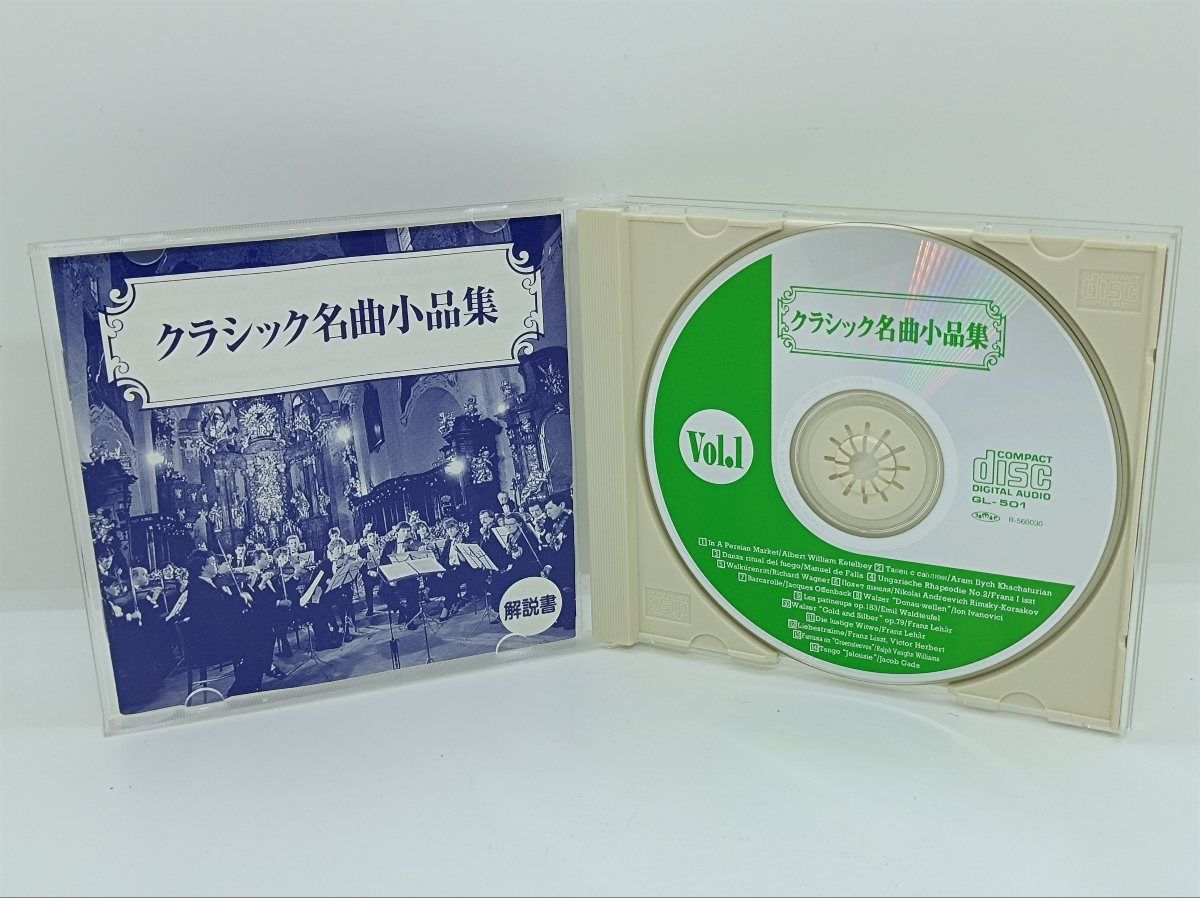 クラシック名曲小品集
解説書
クラシック名曲小品集
Vol.1
COMPACT
disc
DIGITAL AUDIO
GL-501
R-560030
1 In A Persian Market/Albert William Ketelbey 2 Танец с саблями/Aram Ilych Khachaturian
3 Danza ritual del fuego/Manuel de Falla 4 Ungarische Rhapsodie No.2/Franz Liszt
5 Walkürenritt/Richard Wagner 6 Полет шмеля/Nikolai Andreevich Rimsky-Korsakov
7 Barcarolle/Jacques Offenback 8 Walzer "Donau-wellen"/Ion Ivanovici
9 Les patineups op.183/Emil Waldteufel
10 Walzer "Gold and Silber" op.79/Franz Lehár
11 Die lustige Witwe/Franz Lehár
12 Liebesträume/Franz Liszt, Victor Herbert
13 Fantasia on "Greensleeves"/Ralph Vaughn Williams
14 Tango "Jelousie"/Jacob Gade
COMPACT
disc
DIGITAL AUDIO